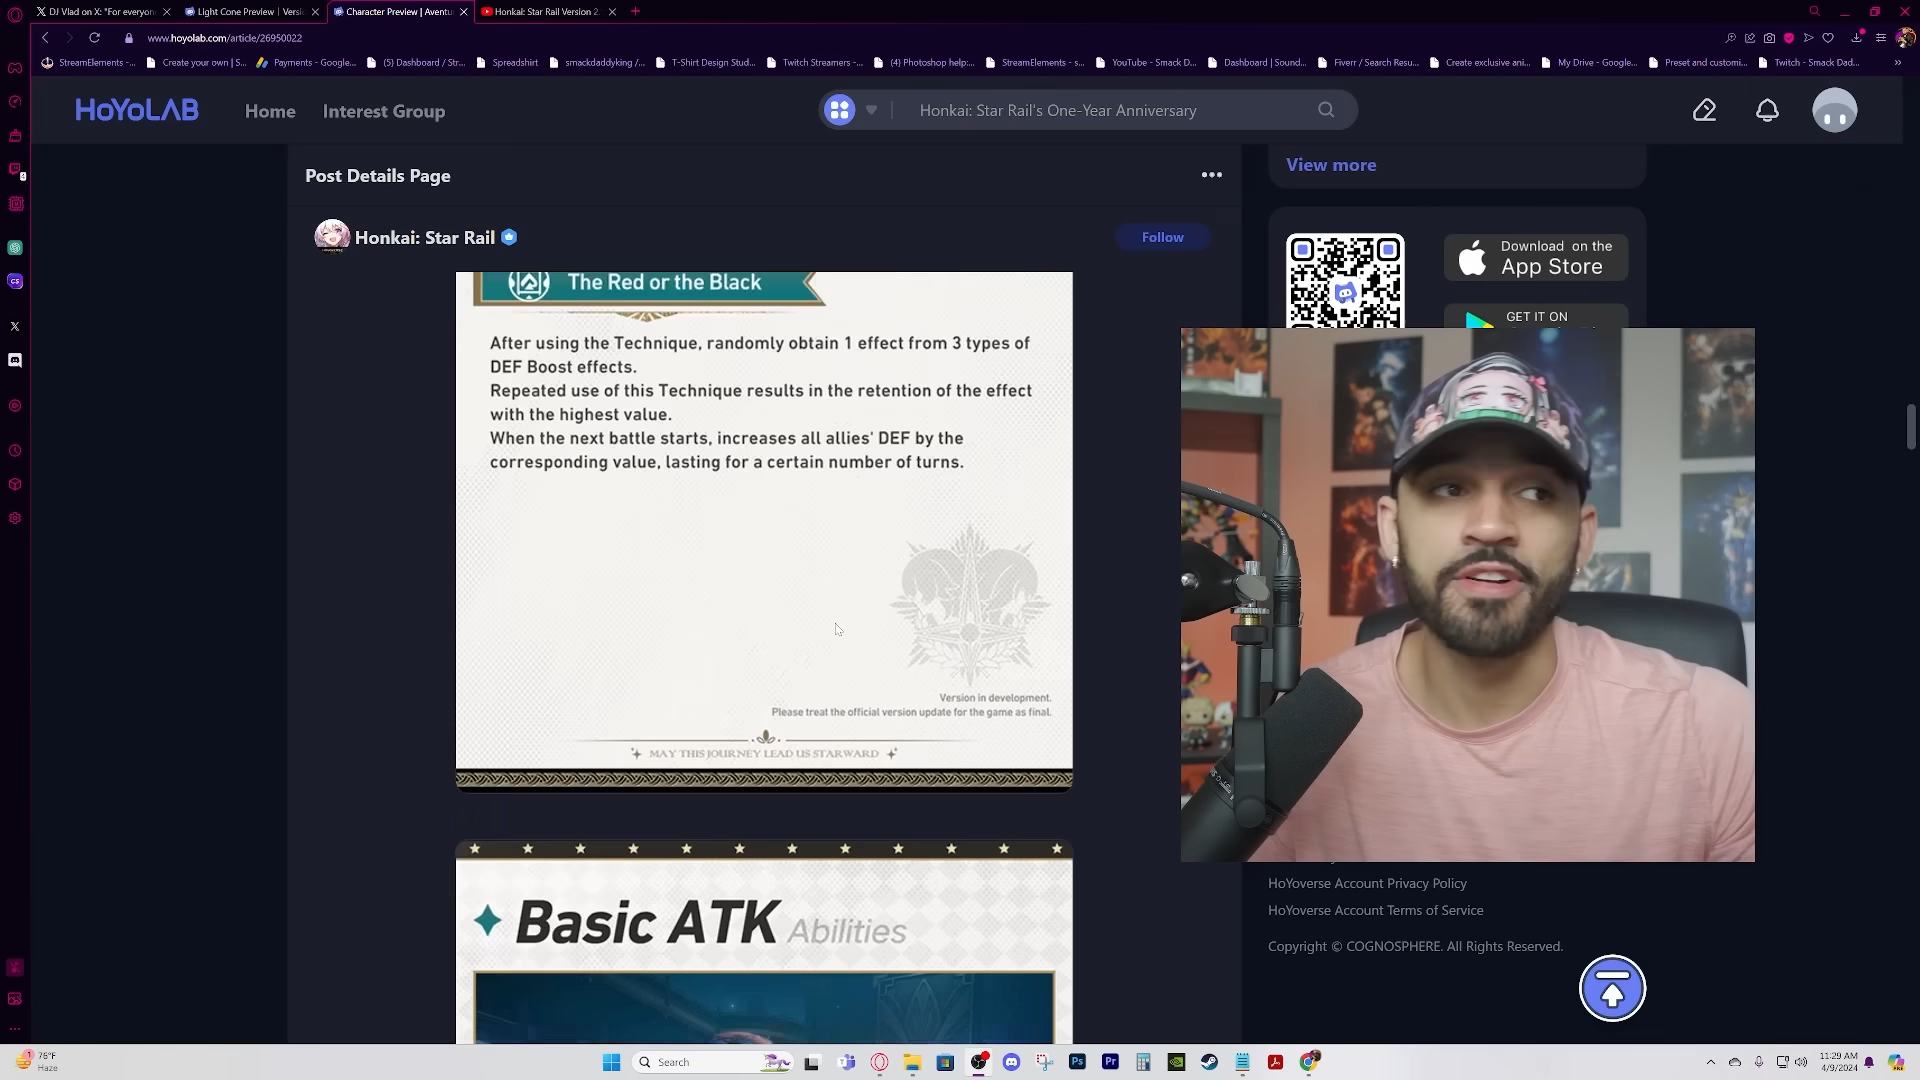 DJ Vlad on X: "For everyon
Light Cone Preview | Versi
Character Preview | Aventu
Honkai: Star Rail Version 2.
www.hoyolab.com/article/26950022
StreamElements -...
Create your own | S...
Payments - Google...
(5) Dashboard / Str...
Spreadshirt
smackdaddyking /...
T-Shirt Design Stud...
Twitch Streamers -...
(4) Photoshop help:...
StreamElements - s...
YouTube - Smack D...
Dashboard | Sound...
Fiverr / Search Resu...
Create exclusive ani...
My Drive - Google...
Preset and customi...
Twitch - Smack Dad...
HoYoLAB
Home
Interest Group
Honkai: Star Rail's One-Year Anniversary
Post Details Page
View more
Honkai: Star Rail
Follow
Download on the
App Store
GET IT ON
The Red or the Black
After using the Technique, randomly obtain 1 effect from 3 types of
DEF Boost effects.
Repeated use of this Technique results in the retention of the effect
with the highest value.
When the next battle starts, increases all allies' DEF by the
corresponding value, lasting for a certain number of turns.
Version in development.
Please treat the official version update for the game as final.
MAY THIS JOURNEY LEAD US STARWARD
Basic ATK Abilities
HoYoverse Account Privacy Policy
HoYoverse Account Terms of Service
Copyright © COGNOSPHERE. All Rights Reserved.
76°F
Haze
Search
11:29 AM
4/9/2024